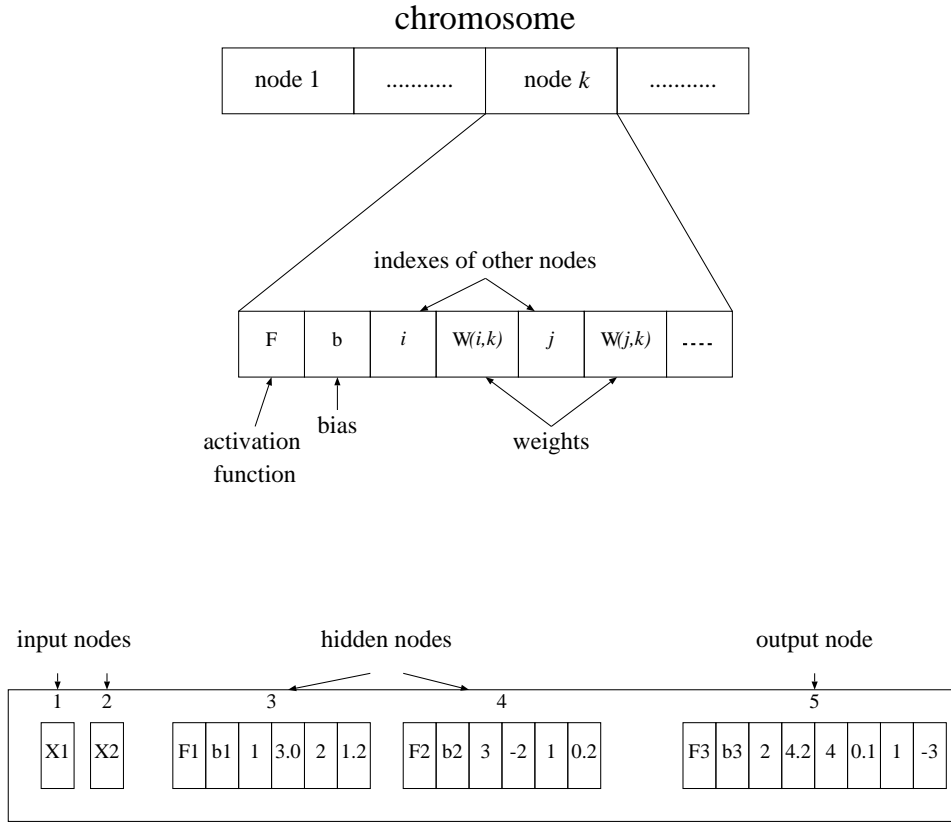 chromosome
node 1 ........... node k ...........
indexes of other nodes
F b i W(i,k) j W(j,k) ----
bias
activation
function
weights
input nodes hidden nodes output node
1 2 3 4 5
X1 X2 F1 b1 1 3.0 2 1.2 F2 b2 3 -2 1 0.2 F3 b3 2 4.2 4 0.1 1 -3